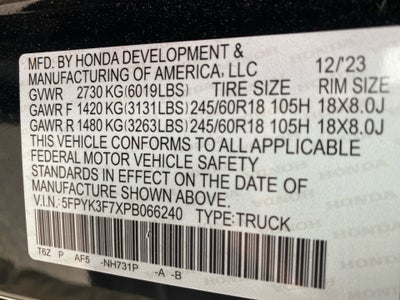 MFD. BY HONDA DEVELOPMENT &
MANUFACTURING OF AMERICA, LLC 12/'23
GVWR 2730 KG(6019LBS) TIRE SIZE RIM SIZE
GAWR F 1420 KG(3131LBS) 245/60R18 105H 18X8.0J
GAWR R 1480 KG(3263LBS) 245/60R18 105H 18X8.0J
THIS VEHICLE CONFORMS TO ALL APPLICABLE
FEDERAL MOTOR VEHICLE SAFETY
STANDARDS IN EFFECT ON THE DATE OF
MANUFACTURE SHOWN ABOVE.
V.I.N.: 5FPYK3F7XPB066240 TYPE:TRUCK
T6Z P AF5 -NH731P -A -B